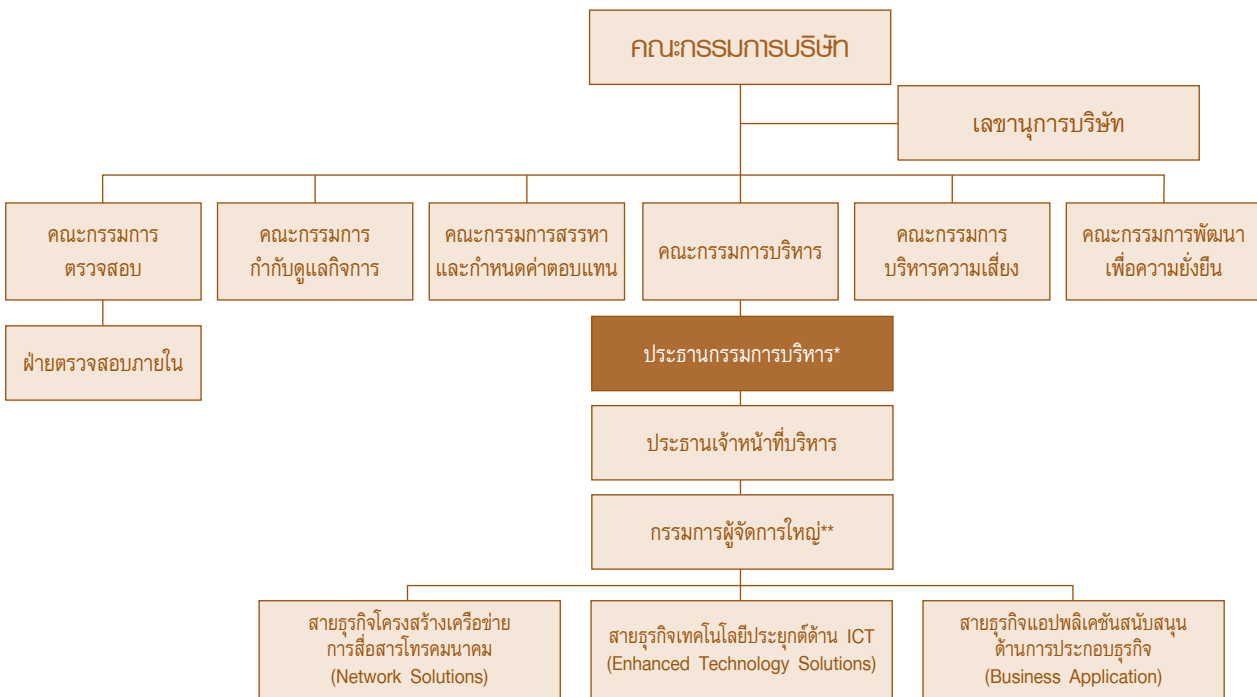 คณะกรรมการบริษัท
เลขานุการบริษัท
คณะกรรมการ
ตรวจสอบ
คณะกรรมการ
กำกับดูแลกิจการ
คณะกรรมการสรรหา
และกำหนดค่าตอบแทน
คณะกรรมการบริหาร
คณะกรรมการ
บริหารความเสี่ยง
คณะกรรมการพัฒนา
เพื่อความยั่งยืน
ฝ่ายตรวจสอบภายใน
ประธานกรรมการบริหาร*
ประธานเจ้าหน้าที่บริหาร
กรรมการผู้จัดการใหญ่**
สายธุรกิจโครงสร้างเครือข่าย
การสื่อสารโทรคมนาคม
(Network Solutions)
สายธุรกิจเทคโนโลยีประยุกต์ด้าน ICT
(Enhanced Technology Solutions)
สายธุรกิจแอปพลิเคชันสนับสนุน
ด้านการประกอบธุรกิจ
(Business Application)